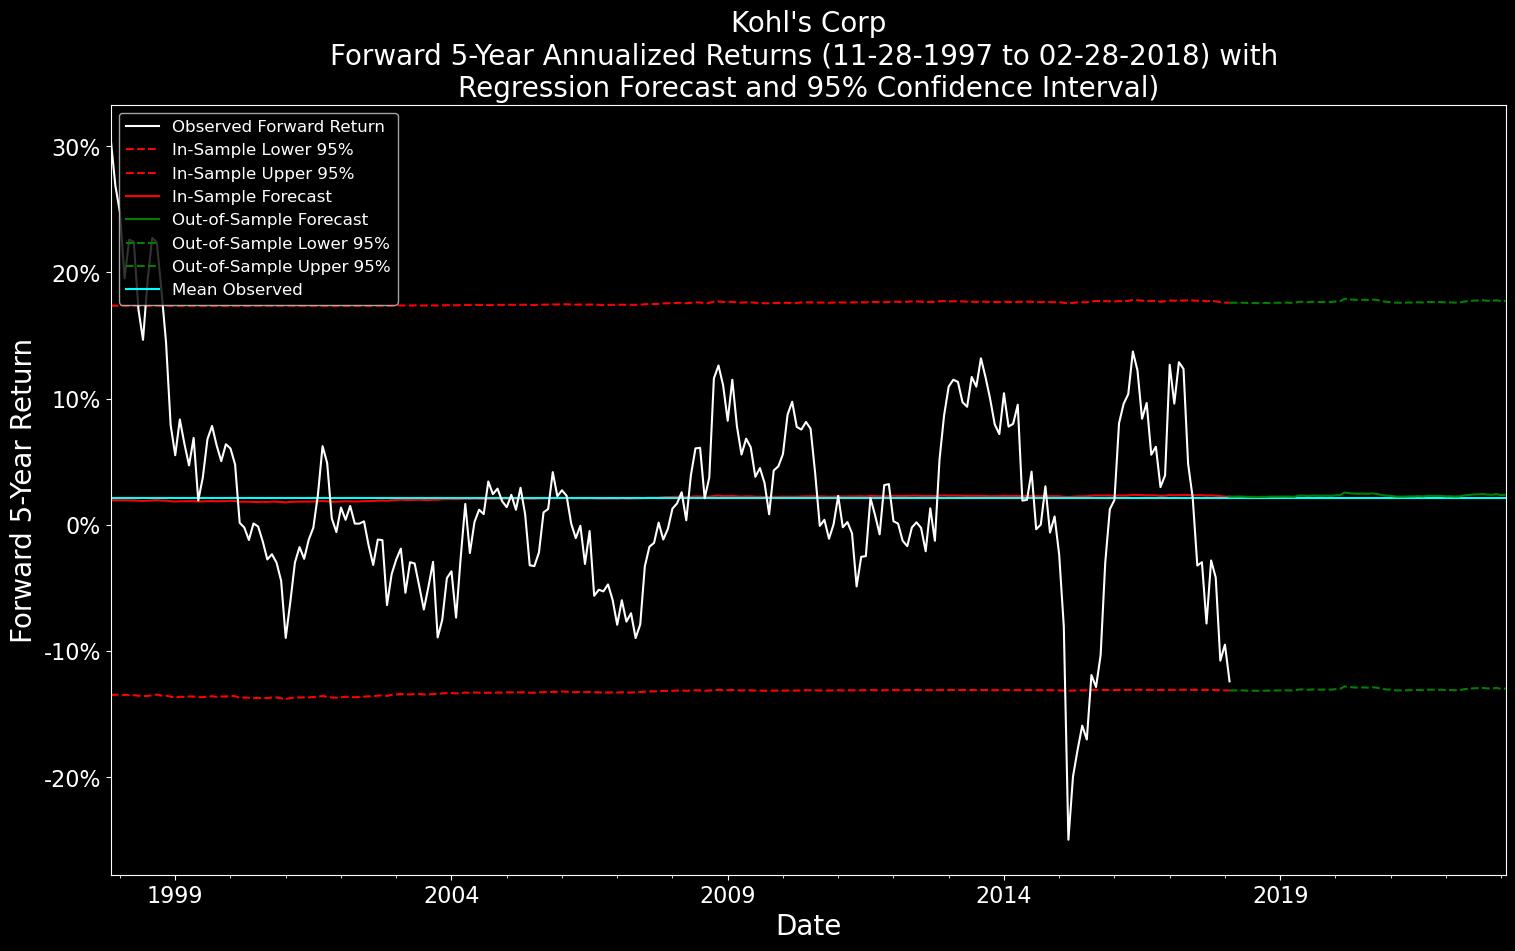 Kohl's Corp
Forward 5-Year Annualized Returns (11-28-1997 to 02-28-2018) with
Regression Forecast and 95% Confidence Interval)
Observed Forward Return
In-Sample Lower 95%
In-Sample Upper 95%
In-Sample Forecast
Out-of-Sample Forecast
Out-of-Sample Lower 95%
Out-of-Sample Upper 95%
Mean Observed
Forward 5-Year Return
30%
20%
10%
0%
-10%
-20%
1999
2004
2009
2014
2019
Date